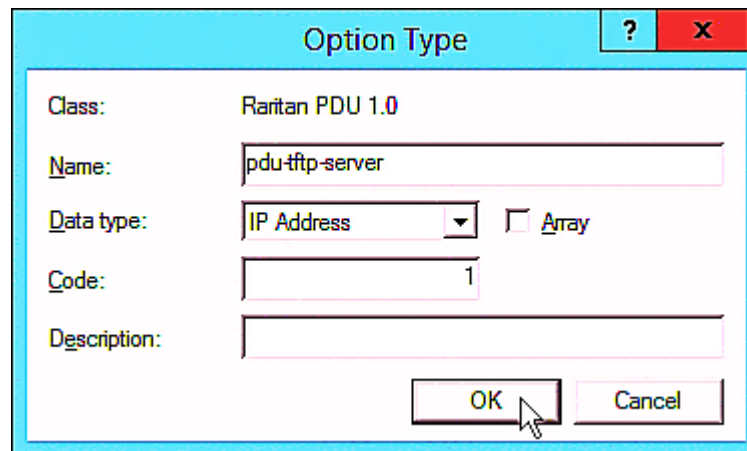 Option Type
? x
Class: Raritan PDU 1.0
Name: pdu-tftp-server
Data type: IP Address Array
Code: 1
Description:
OK Cancel